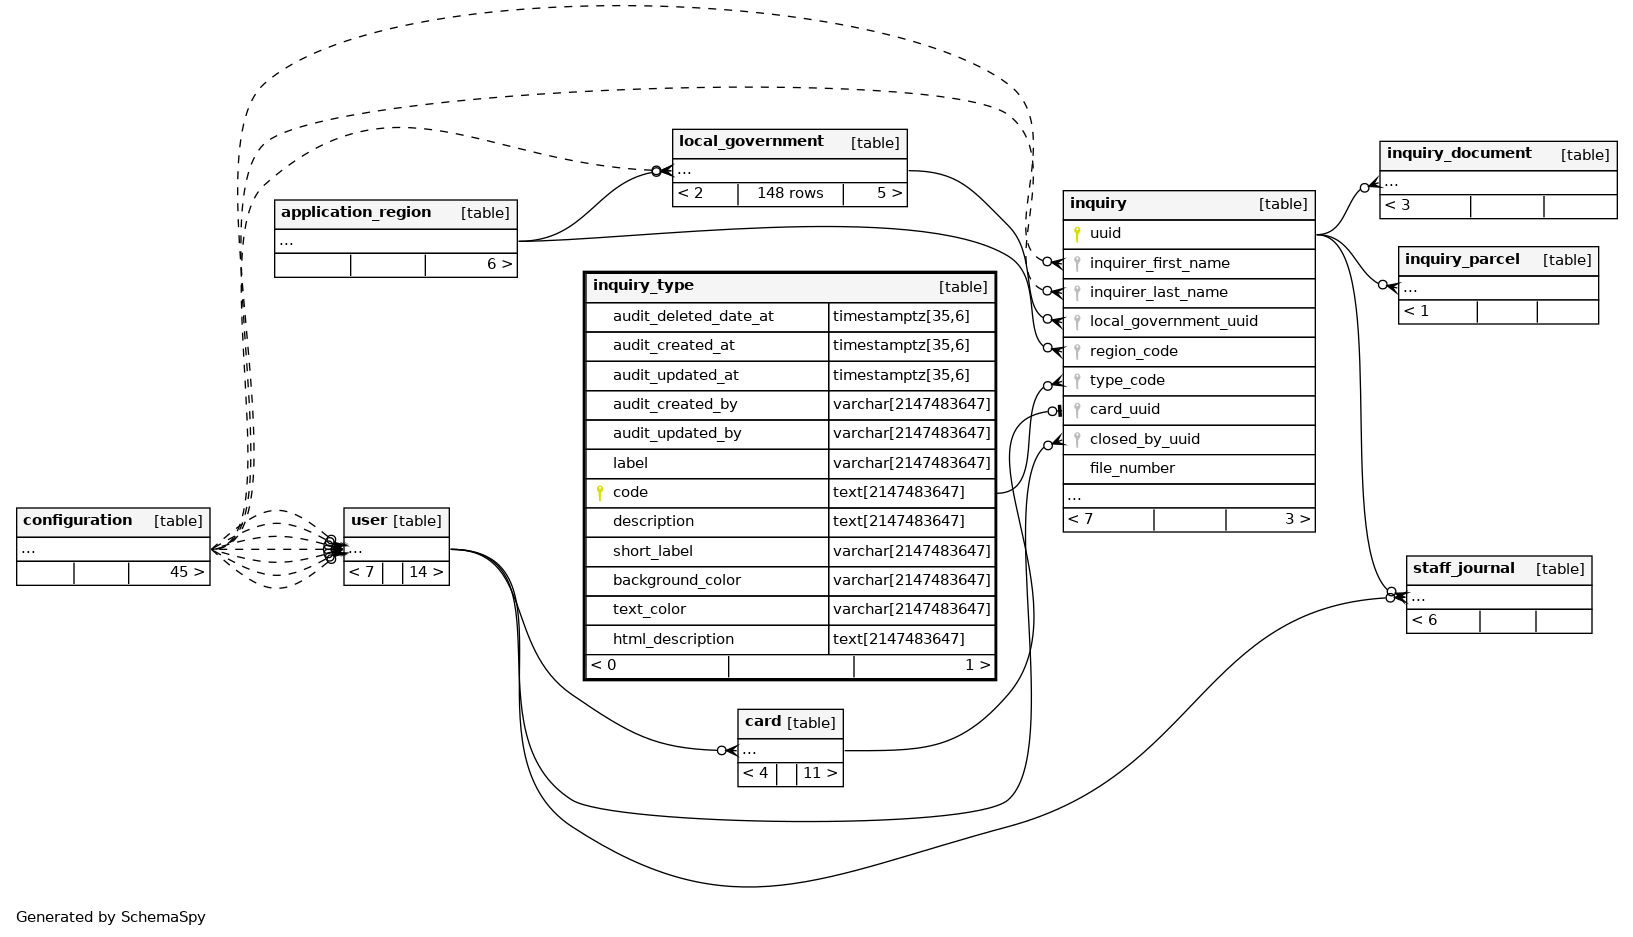 local_government [table]
...
< 2 148 rows 5 >
application_region [table]
...
6 >
inquiry_type [table]
audit_deleted_date_at timestamptz[35,6]
audit_created_at timestamptz[35,6]
audit_updated_at timestamptz[35,6]
audit_created_by varchar[2147483647]
audit_updated_by varchar[2147483647]
label varchar[2147483647]
code text[2147483647]
description text[2147483647]
short_label varchar[2147483647]
background_color varchar[2147483647]
text_color varchar[2147483647]
html_description text[2147483647]
< 0 1 >
inquiry [table]
uuid
inquirer_first_name
inquirer_last_name
local_government_uuid
region_code
type_code
card_uuid
closed_by_uuid
file_number
...
< 7 3 >
inquiry_document [table]
...
< 3
inquiry_parcel [table]
...
< 1
configuration [table]
...
45 >
user [table]
...
< 7 14 >
staff_journal [table]
...
< 6
card [table]
...
< 4 11 >
Generated by SchemaSpy